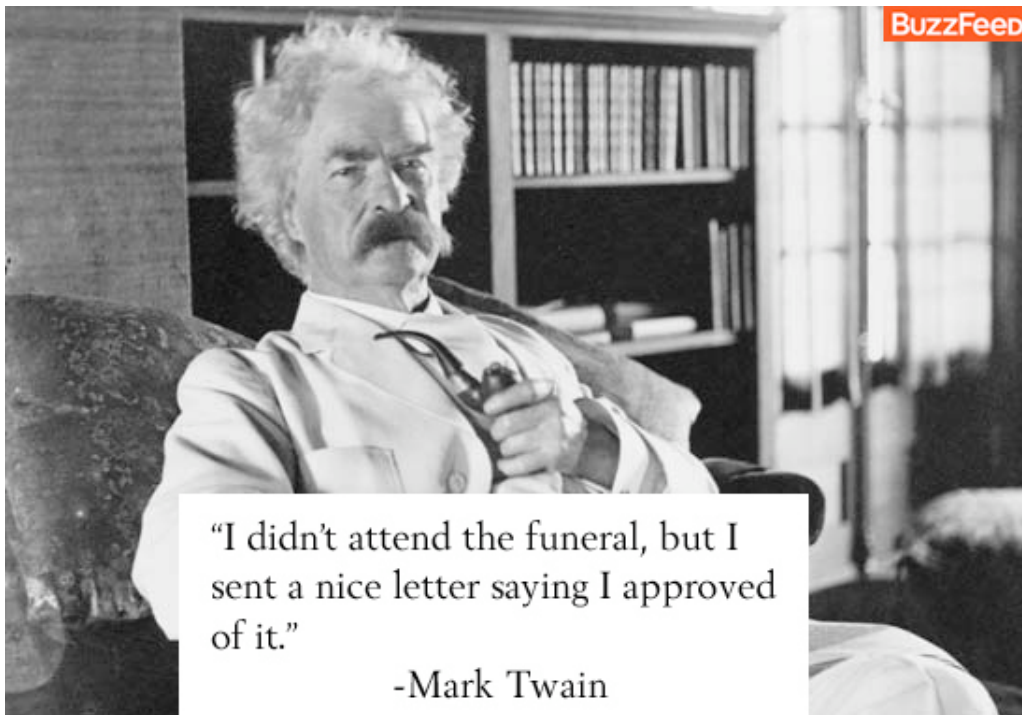 BuzzFeed
“I didn’t attend the funeral, but I
sent a nice letter saying I approved
of it.”
-Mark Twain